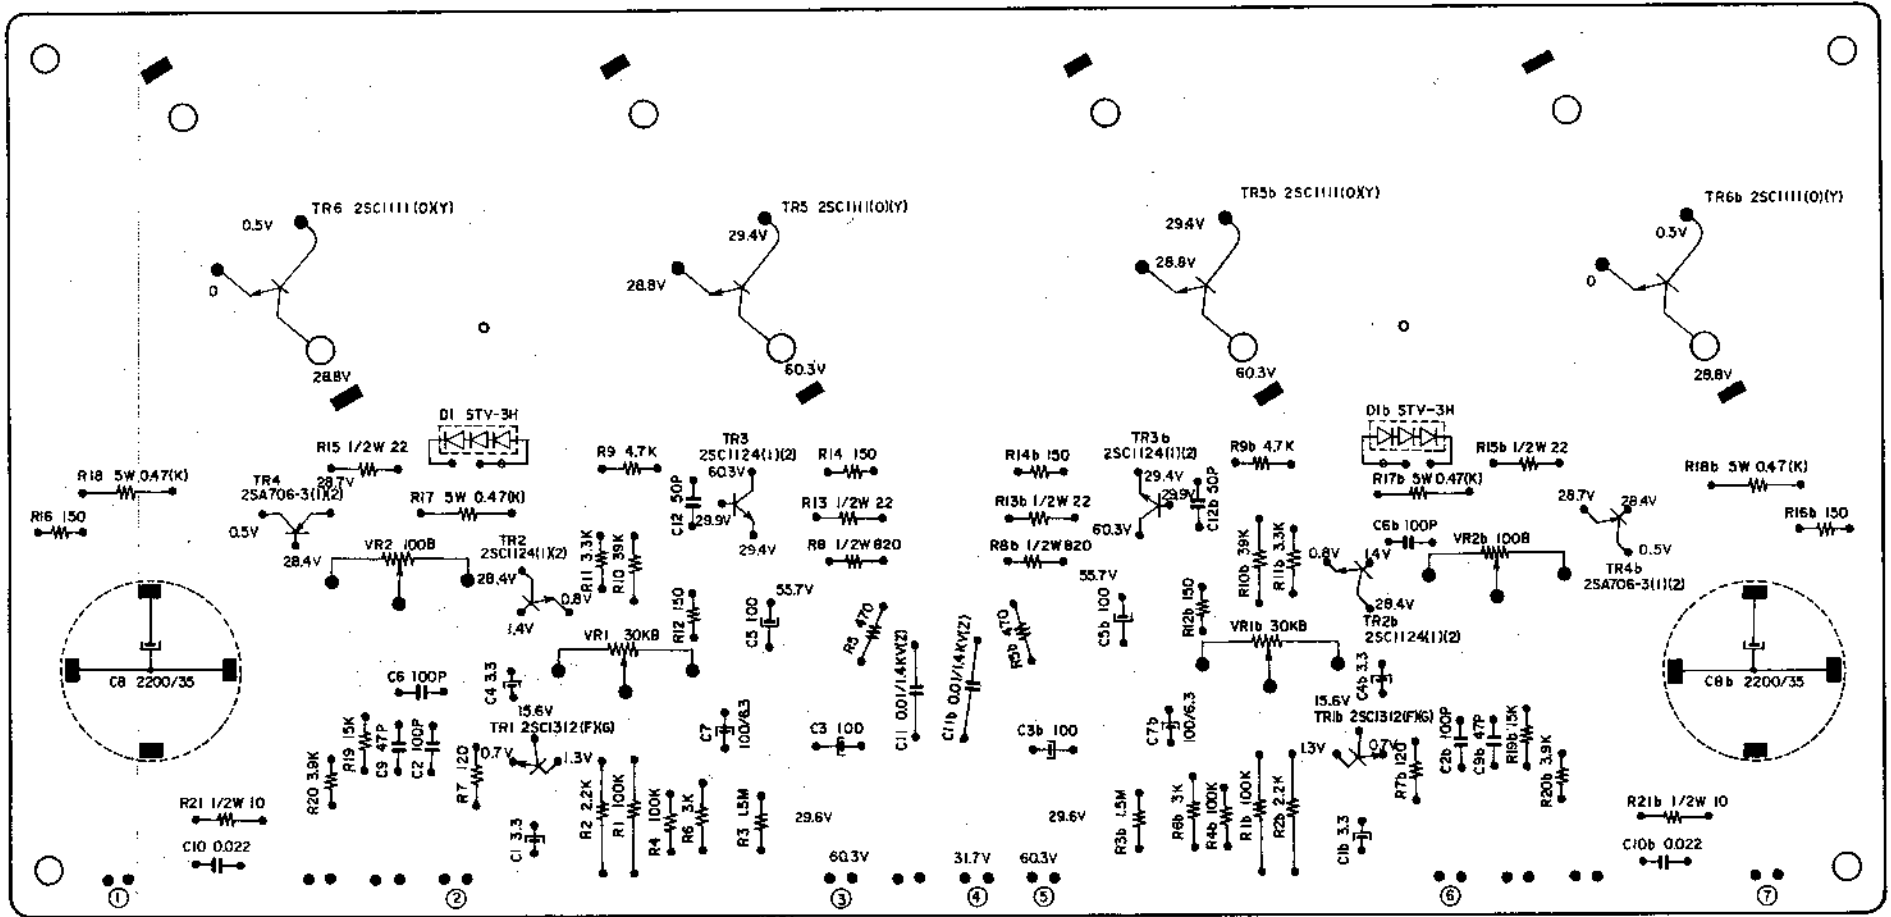 TR6 2SC1111(0)(Y)
0.5V
0
28.8V
TR5 2SC1111(0)(Y)
29.4V
28.8V
60.3V
TR5b 2SC1111(0)(Y)
29.4V
28.8V
60.3V
TR6b 2SC1111(0)(Y)
0.5V
0
28.8V
D1 STV-3H
R15 1/2W 22
28.7V
R18 5W 0.47(K)
TR4
2SA706-3(1)(2)
R17 5W 0.47(K)
R16 150
0.5V
28.4V
VR2 100B
R9 4.7K
TR3
2SC1124(1)(2)
60.3V
C12 50P
29.9V
29.4V
R14 150
R13 1/2W 22
R8 1/2W 820
TR2
2SC1124(1)(2)
28.4V
0.8V
1.4V
R11 3.3K
R10 39K
R12 150
C5 100
55.7V
R5 470
VR1 30KB
C8 2200/35
C6 100P
C4 3.3
15.6V
TR1 2SC1312(F)(G)
0.7V
1.3V
C7
100/6.3
C3 100
C11 0.01/1.4KV(2)
R20 3.9K
R19 15K
C9 47P
C2 100P
R7 120
R2 2.2K
R1 100K
R4 100K
R6 3K
R3 1.5M
29.6V
R21 1/2W 10
C10 0.022
C1 3.3
60.3V
31.7V
60.3V
① ② ③ ④ ⑤ ⑥ ⑦
R14b 150
R13b 1/2W 22
R8b 1/2W 820
TR3b
2SC1124(1)(2)
29.4V
29.9V
60.3V
C12b 50P
R9b 4.7K
D1b STV-3H
R15b 1/2W 22
R17b 5W 0.47(K)
R18b 5W 0.47(K)
28.7V
28.4V
R16b 150
C6b 100P
VR2b 100B
0.5V
TR4b
2SA706-3(1)(2)
55.7V
C5b 100
R5b 470
R12b 150
R10b 39K
R11b 3.3K
0.8V
1.4V
28.4V
TR2b
2SC1124(1)(2)
VR1b 30KB
C4b 3.3
C8b 2200/35
C11b 0.01/1.4KV(2)
C3b 100
C7b
100/6.3
15.6V
TR1b 2SC1312(F)(G)
1.3V
0.7V
R7b 120
C2b 100P
C9b 47P
R19b 15K
R20b 3.9K
29.6V
R3b 1.5M
R6b 3K
R4b 100K
R1b 100K
R2b 2.2K
C1b 3.3
R21b 1/2W 10
C10b 0.022